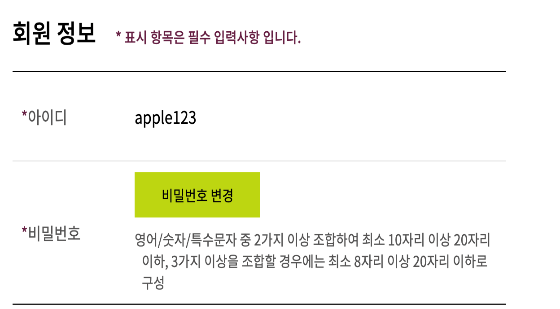 회원 정보 * 표시 항목은 필수 입력사항 입니다.
*아이디 apple123
비밀번호 변경
*비밀번호
영어/숫자/특수문자 중 2가지 이상 조합하여 최소 10자리 이상 20자리
이하, 3가지 이상을 조합할 경우에는 최소 8자리 이상 20자리 이하로
구성